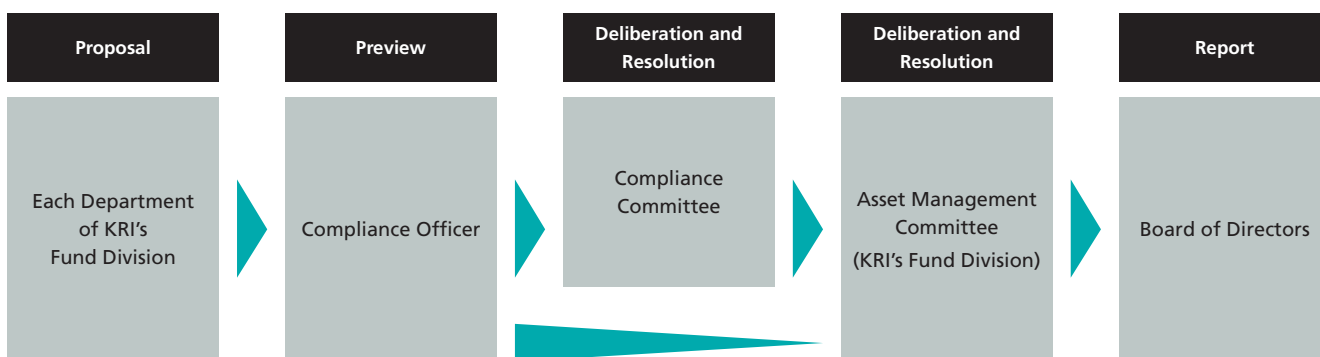 Proposal
Preview
Deliberation and
Resolution
Deliberation and
Resolution
Report
Each Department
of KRI's
Fund Division
Compliance Officer
Compliance
Committee
Asset Management
Committee
(KRI's Fund Division)
Board of Directors